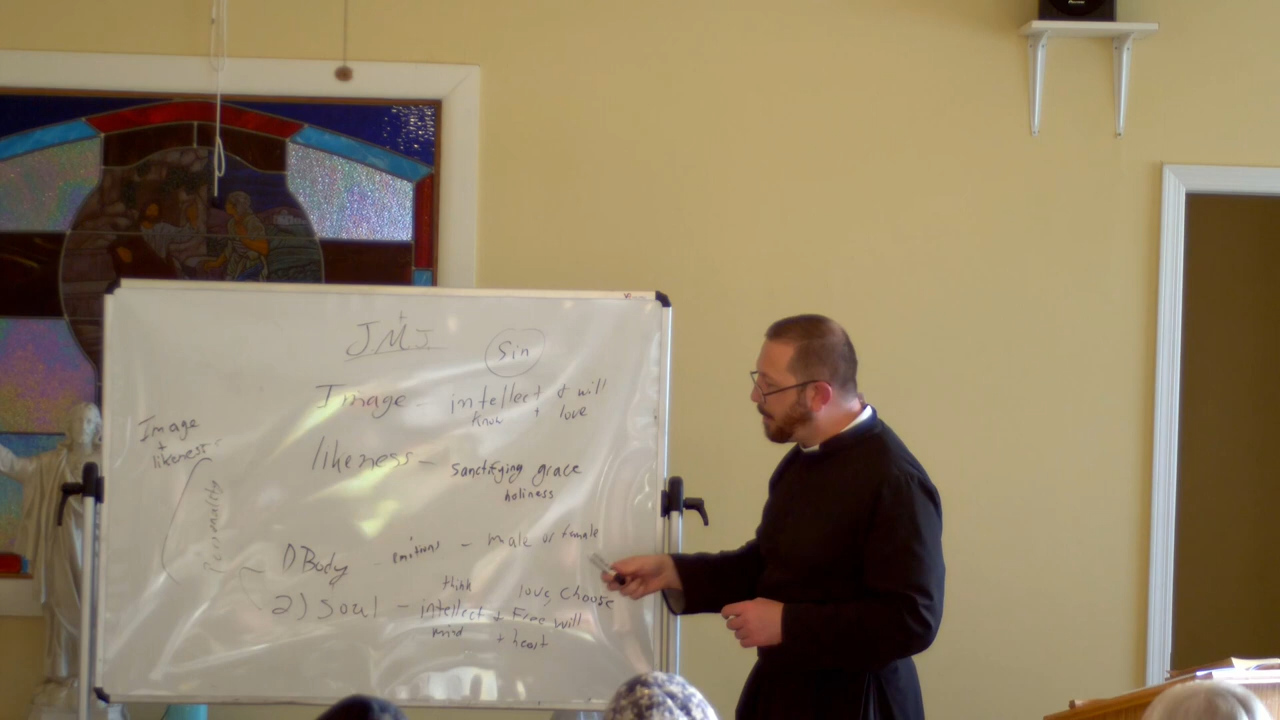 JMJ
Sin
Image - intellect + will
know + love
Image
+
likeness
likeness - sanctifying grace
holiness
Personality
1) Body - emotions - male or female
think love, choose
2) Soul - intellect + Free will
mind + heart